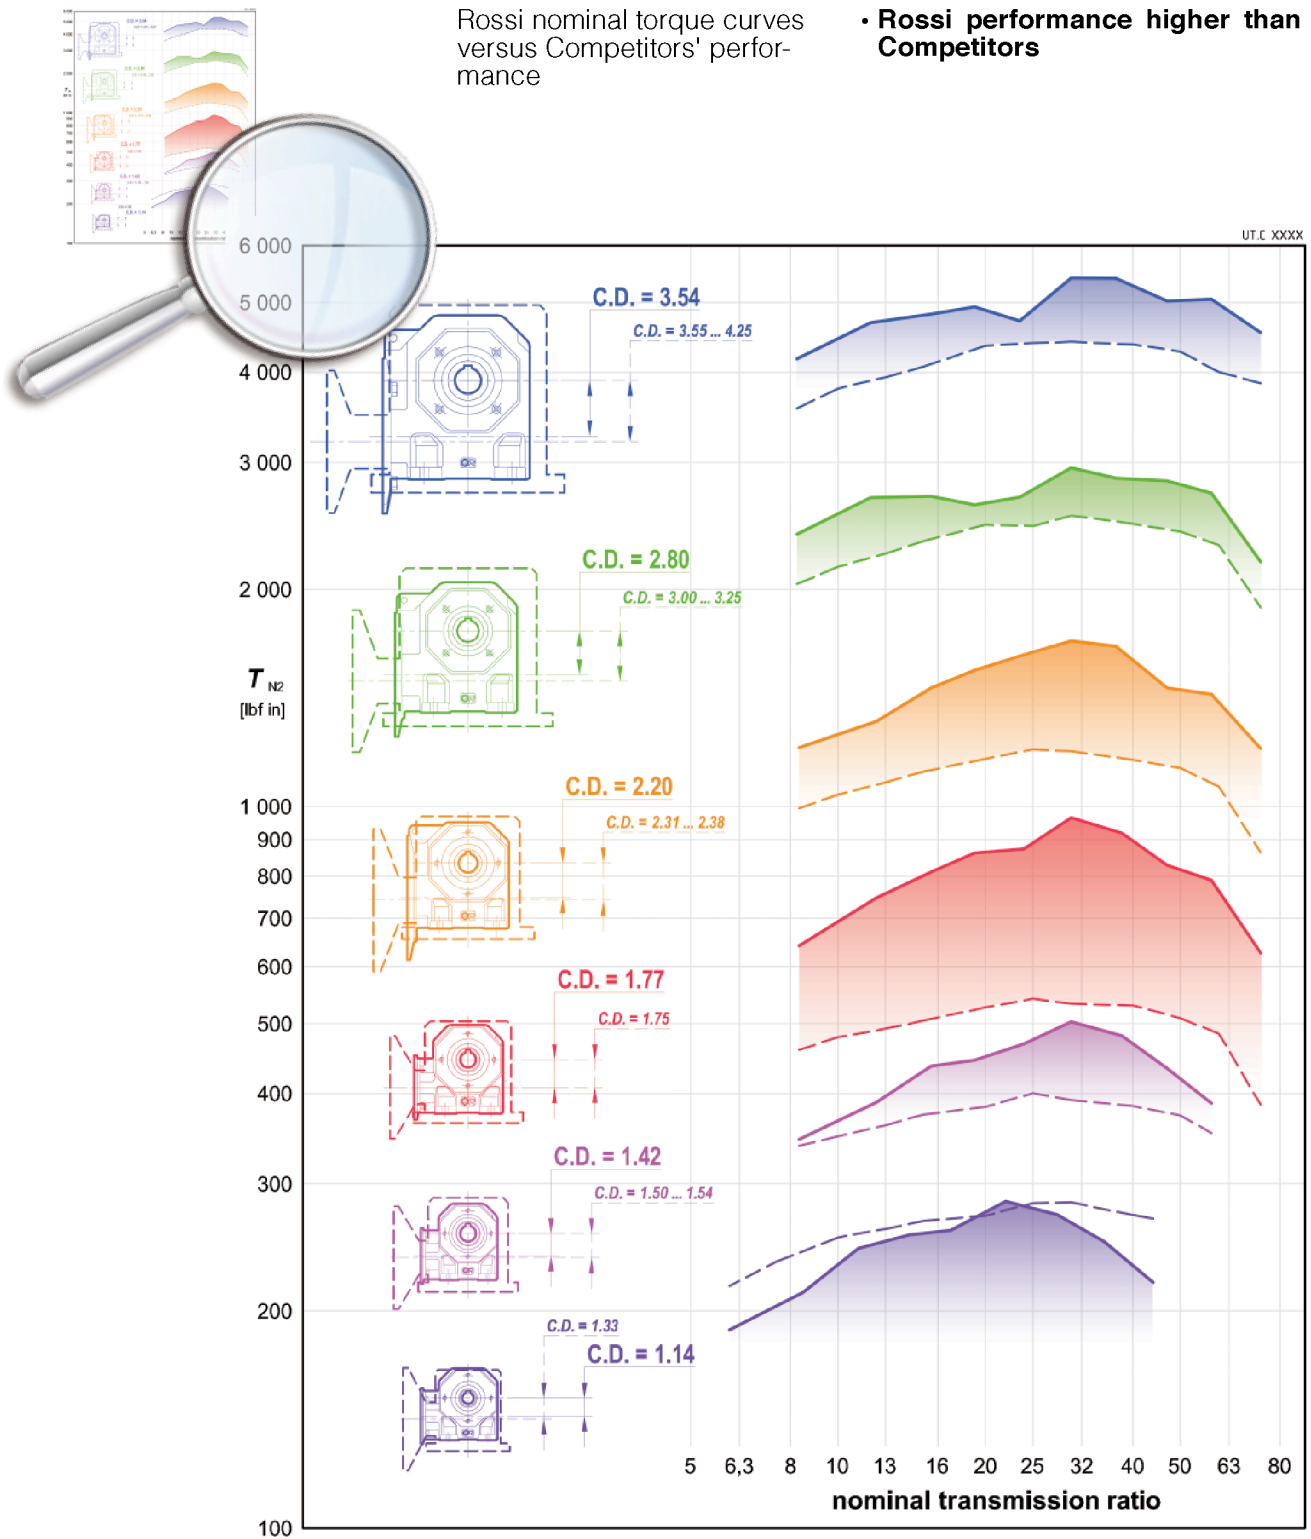 Rossi nominal torque curves
versus Competitors' perfor-
mance
• Rossi performance higher than
Competitors
UT.C XXXX
6 000
5 000
4 000
3 000
2 000
T N2
[lbf in]
1 000
900
800
700
600
500
400
300
200
100
C.D. = 3.54
C.D. = 3.55 ... 4.25
C.D. = 2.80
C.D. = 3.00 ... 3.25
C.D. = 2.20
C.D. = 2.31 ... 2.38
C.D. = 1.77
C.D. = 1.75
C.D. = 1.42
C.D. = 1.50 ... 1.54
C.D. = 1.33
C.D. = 1.14
5 6,3 8 10 13 16 20 25 32 40 50 63 80
nominal transmission ratio